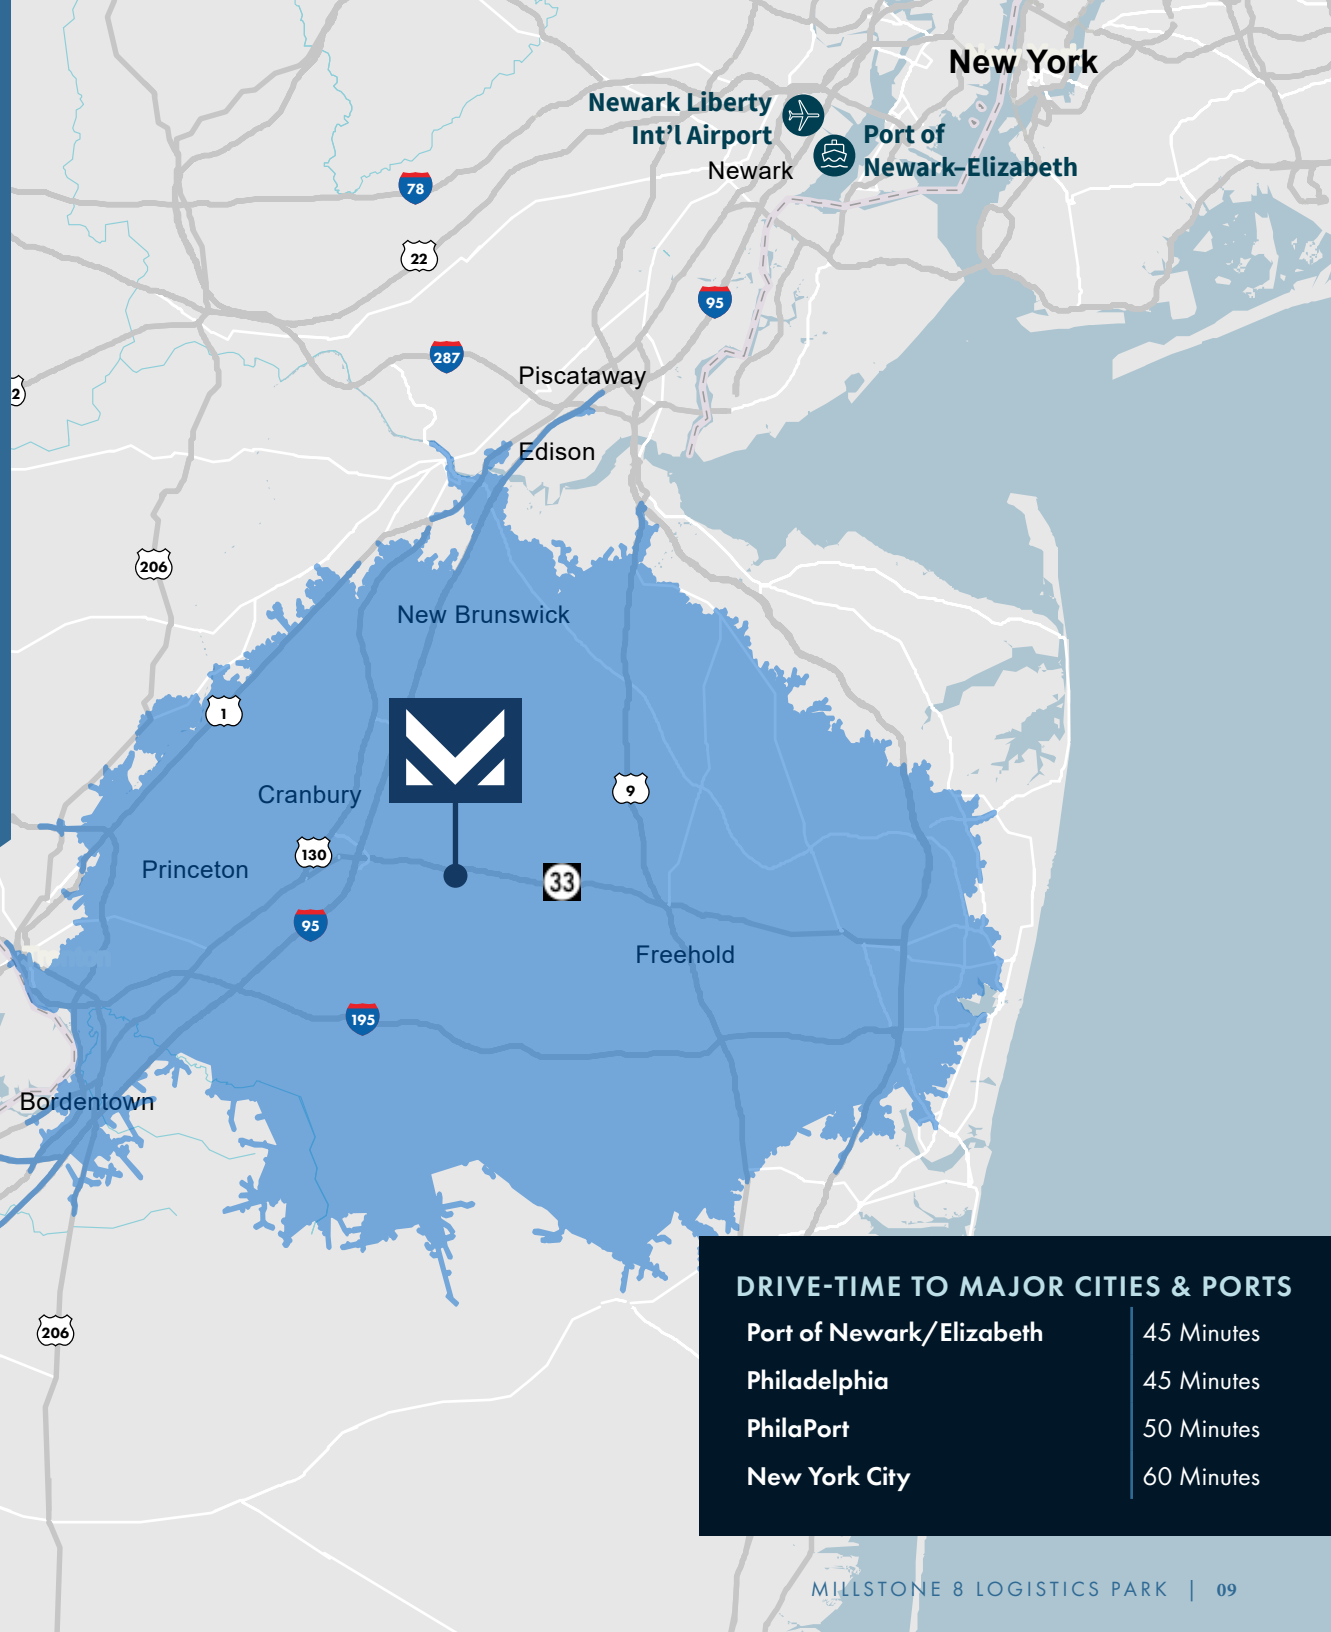 New York
Newark Liberty
Int'l Airport
Port of
Newark–Elizabeth
Newark
78
22
95
287
Piscataway
2
Edison
206
New Brunswick
1
9
Cranbury
130
Princeton
33
95
Freehold
195
Bordentown
206
DRIVE-TIME TO MAJOR CITIES & PORTS
Port of Newark/Elizabeth 45 Minutes
Philadelphia 45 Minutes
PhilaPort 50 Minutes
New York City 60 Minutes
MILLSTONE 8 LOGISTICS PARK | 09